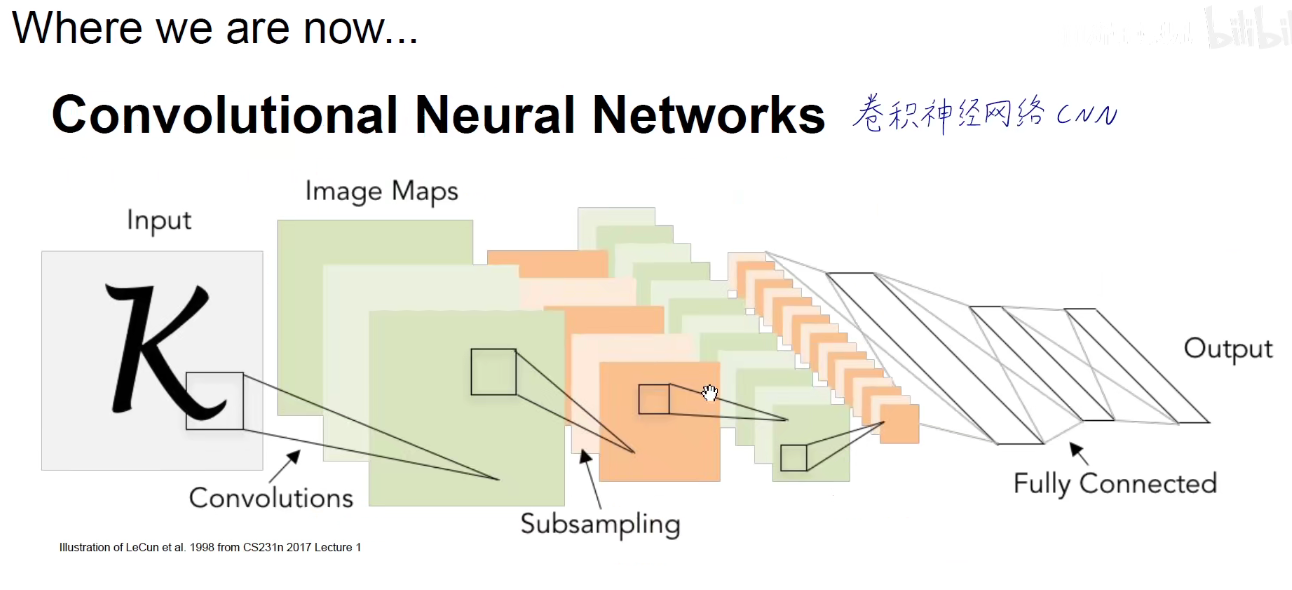 Where we are now...
bilibili
Convolutional Neural Networks 卷积神经网络 CNN
Image Maps
Input
Output
Fully Connected
Convolutions
Subsampling
Illustration of LeCun et al. 1998 from CS231n 2017 Lecture 1